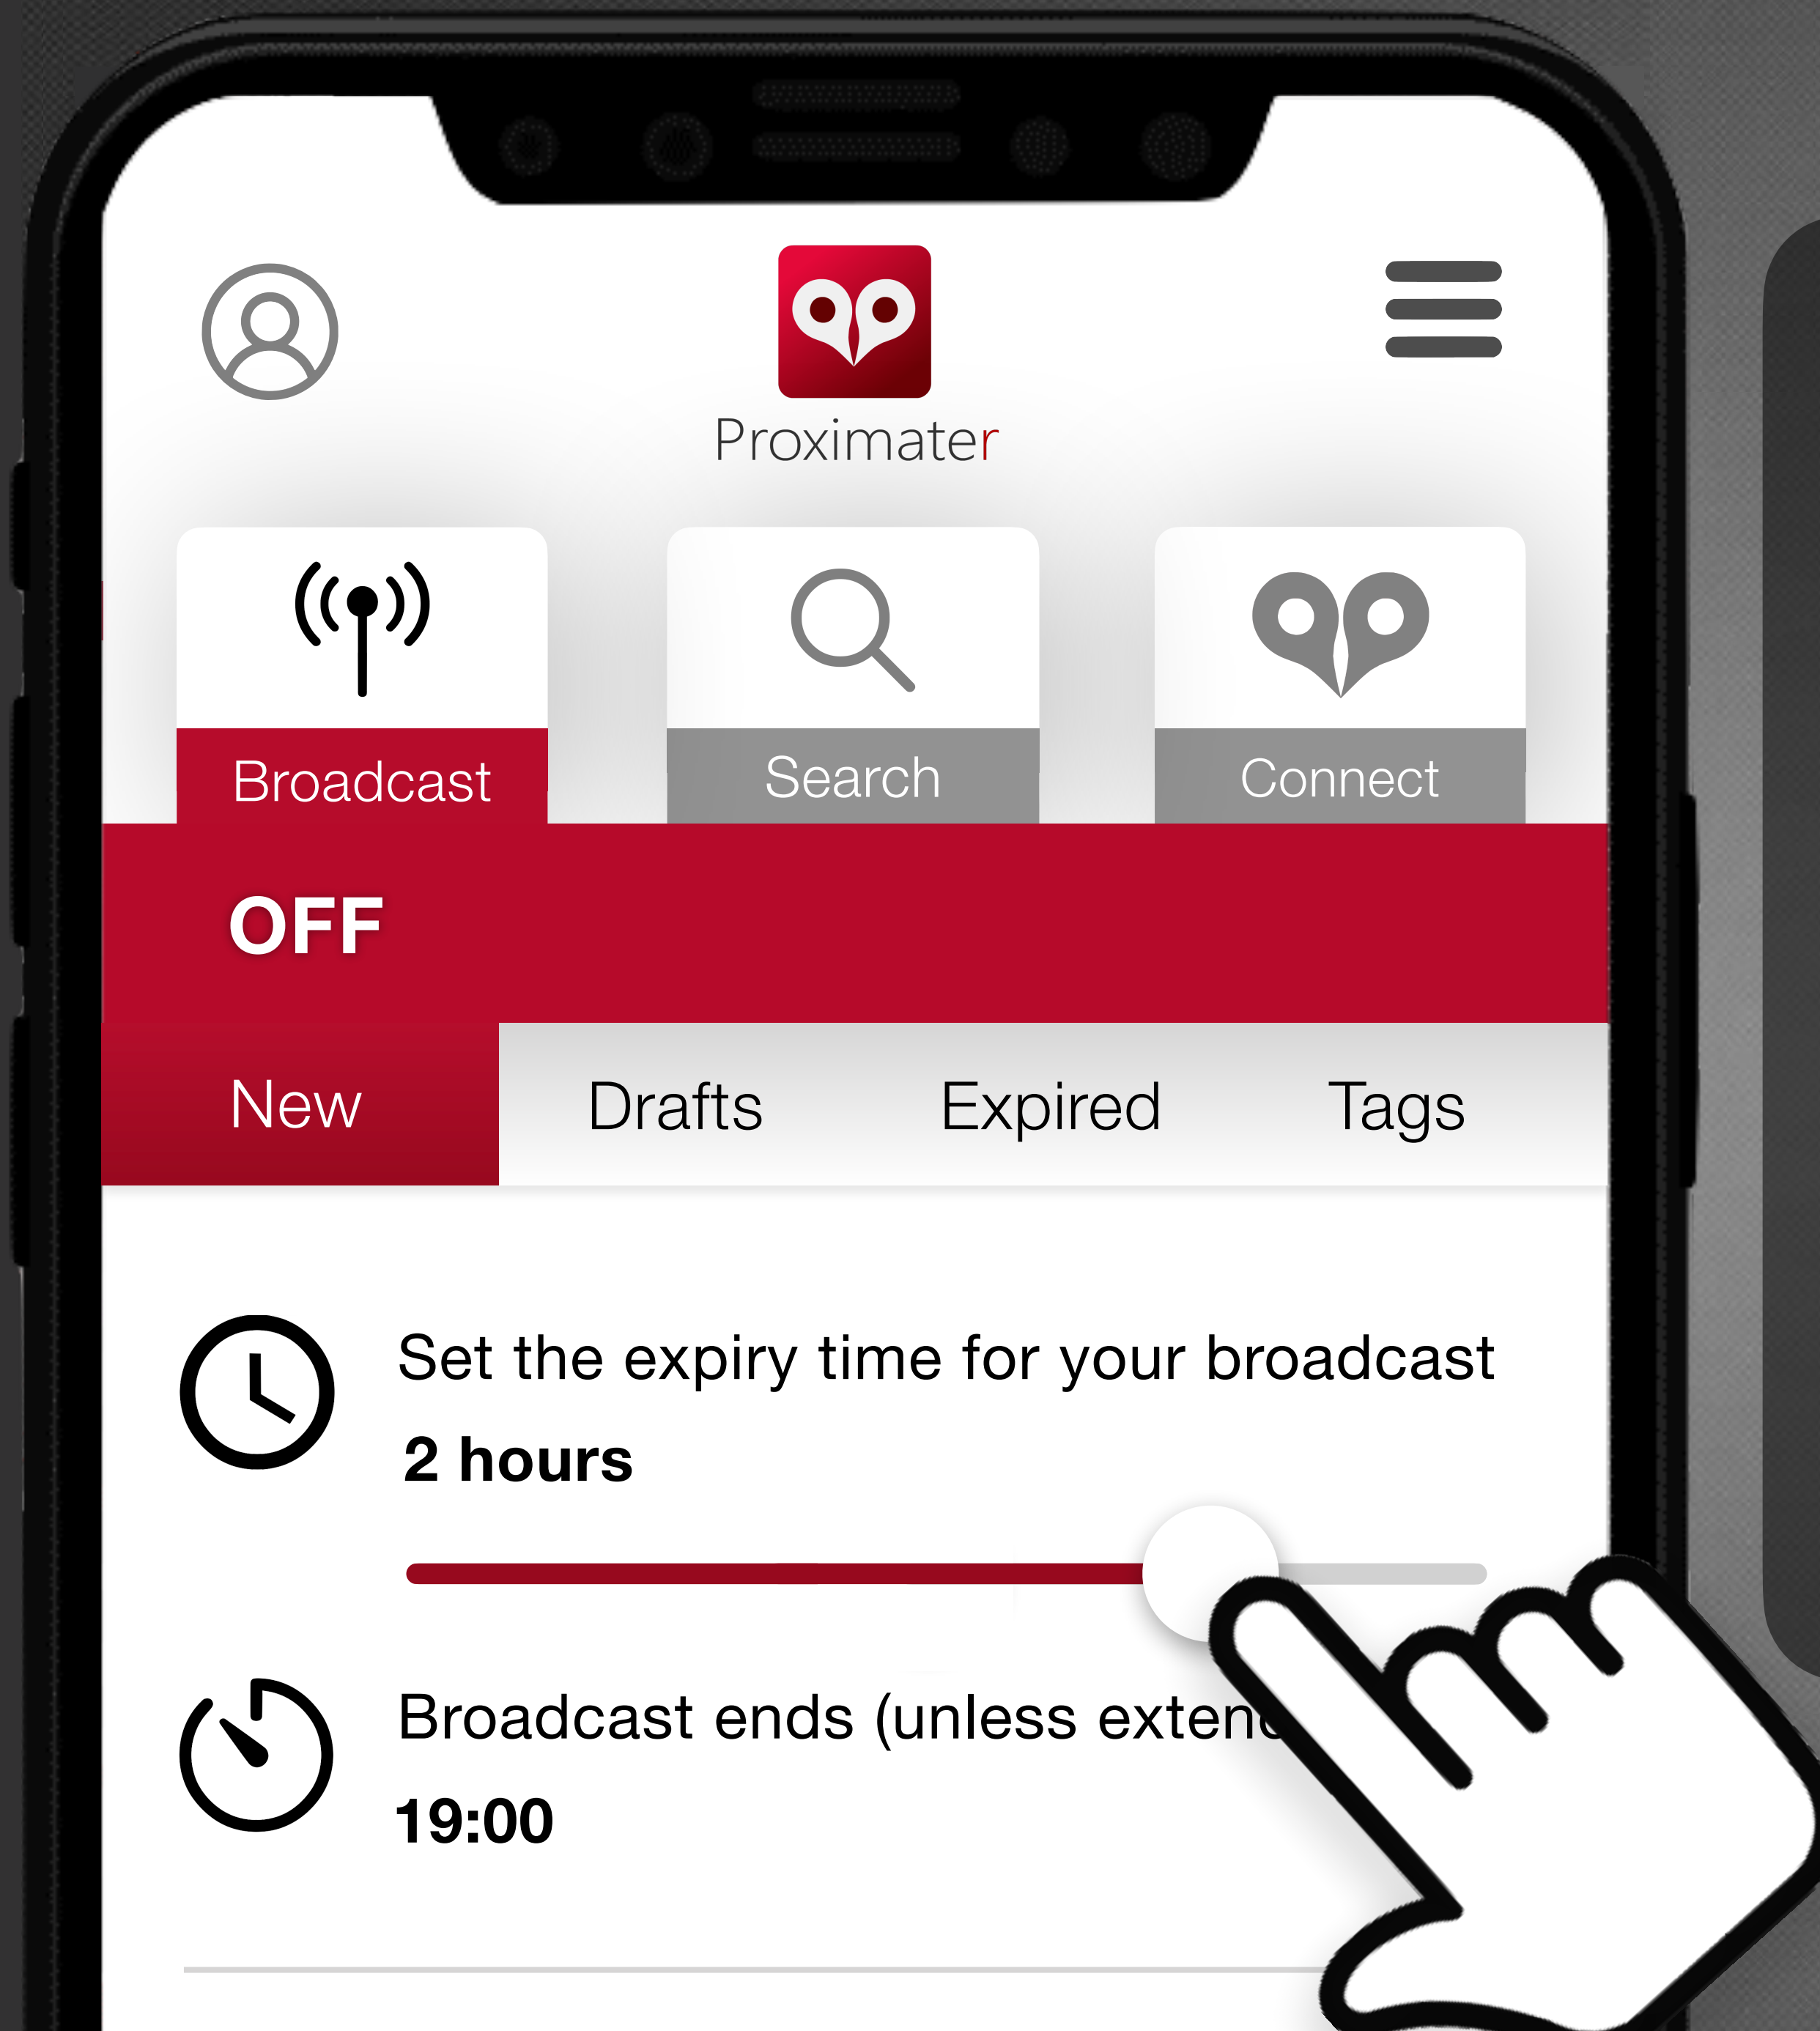 Proximater
Broadcast Search Connect
OFF
New Drafts Expired Tags
Set the expiry time for your broadcast
2 hours
Broadcast ends (unless
19:00